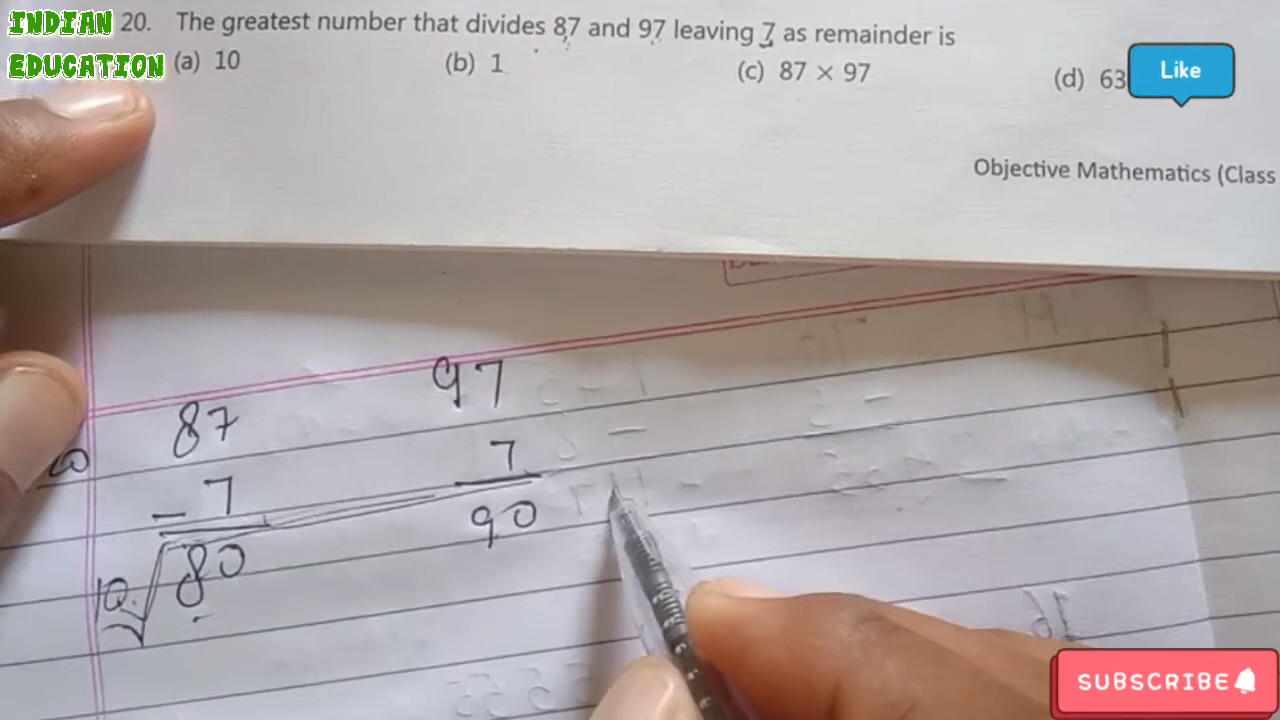 INDIAN
EDUCATION
20. The greatest number that divides 87 and 97 leaving 7 as remainder is
(a) 10 (b) 1 (c) 87 × 97 (d) 63
Like
Objective Mathematics (Class
87 97
- 7 7
10 80 90
SUBSCRIBE